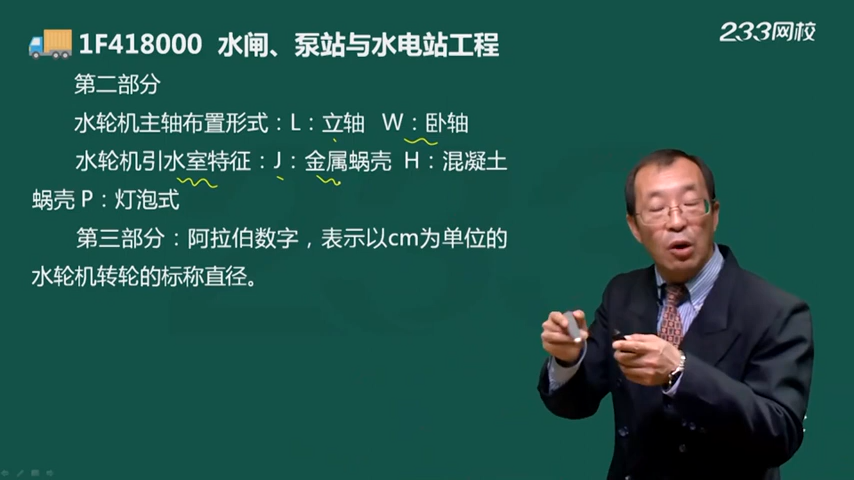 1F418000 水闸、泵站与水电站工程
233网校
第二部分
水轮机主轴布置形式：L：立轴 W：卧轴
水轮机引水室特征：J：金属蜗壳 H：混凝土
蜗壳 P：灯泡式
第三部分：阿拉伯数字，表示以cm为单位的
水轮机转轮的标称直径。